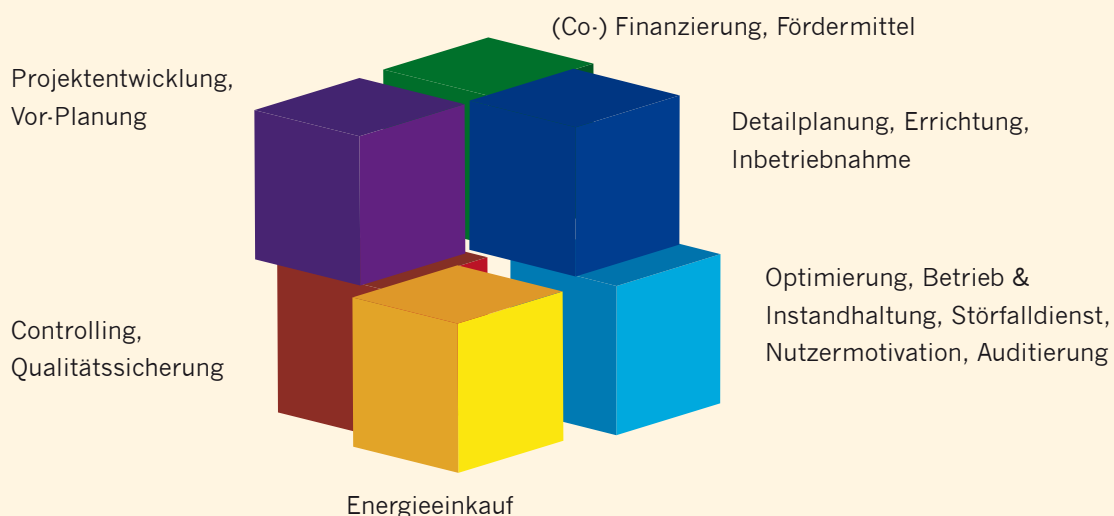 (Co-) Finanzierung, Fördermittel
Projektentwicklung,
Vor-Planung
Detailplanung, Errichtung,
Inbetriebnahme
Optimierung, Betrieb &
Instandhaltung, Störfalldienst,
Nutzermotivation, Auditierung
Controlling,
Qualitätssicherung
Energieeinkauf